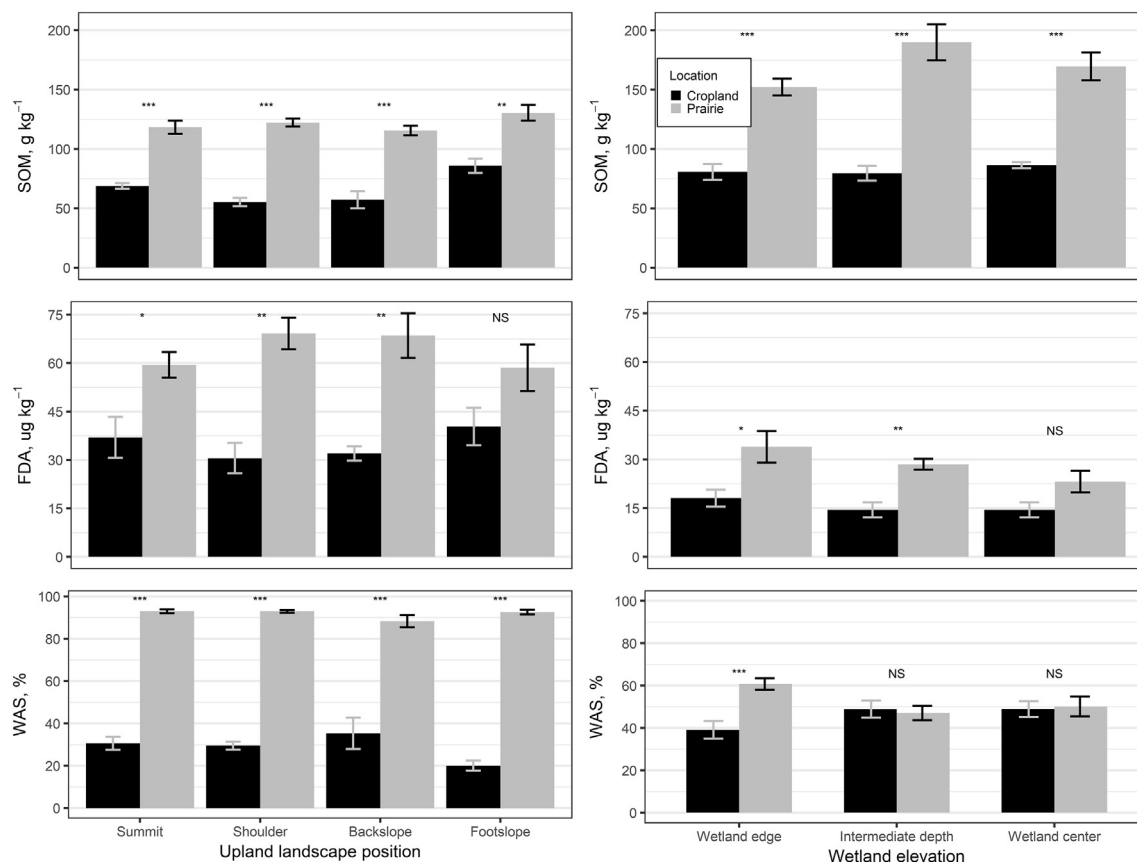 200
150
100
50
0
SOM, g kg⁻¹
*** *** *** **
200
150
100
50
0
SOM, g kg⁻¹
*** *** ***
Location
Cropland
Prairie
75
60
45
30
15
0
FDA, ug kg⁻¹
* ** ** NS
75
60
45
30
15
0
FDA, ug kg⁻¹
* ** NS
100
80
60
40
20
0
WAS, %
*** *** *** ***
Summit Shoulder Backslope Footslope
Upland landscape position
100
80
60
40
20
0
WAS, %
*** NS NS
Wetland edge Intermediate depth Wetland center
Wetland elevation